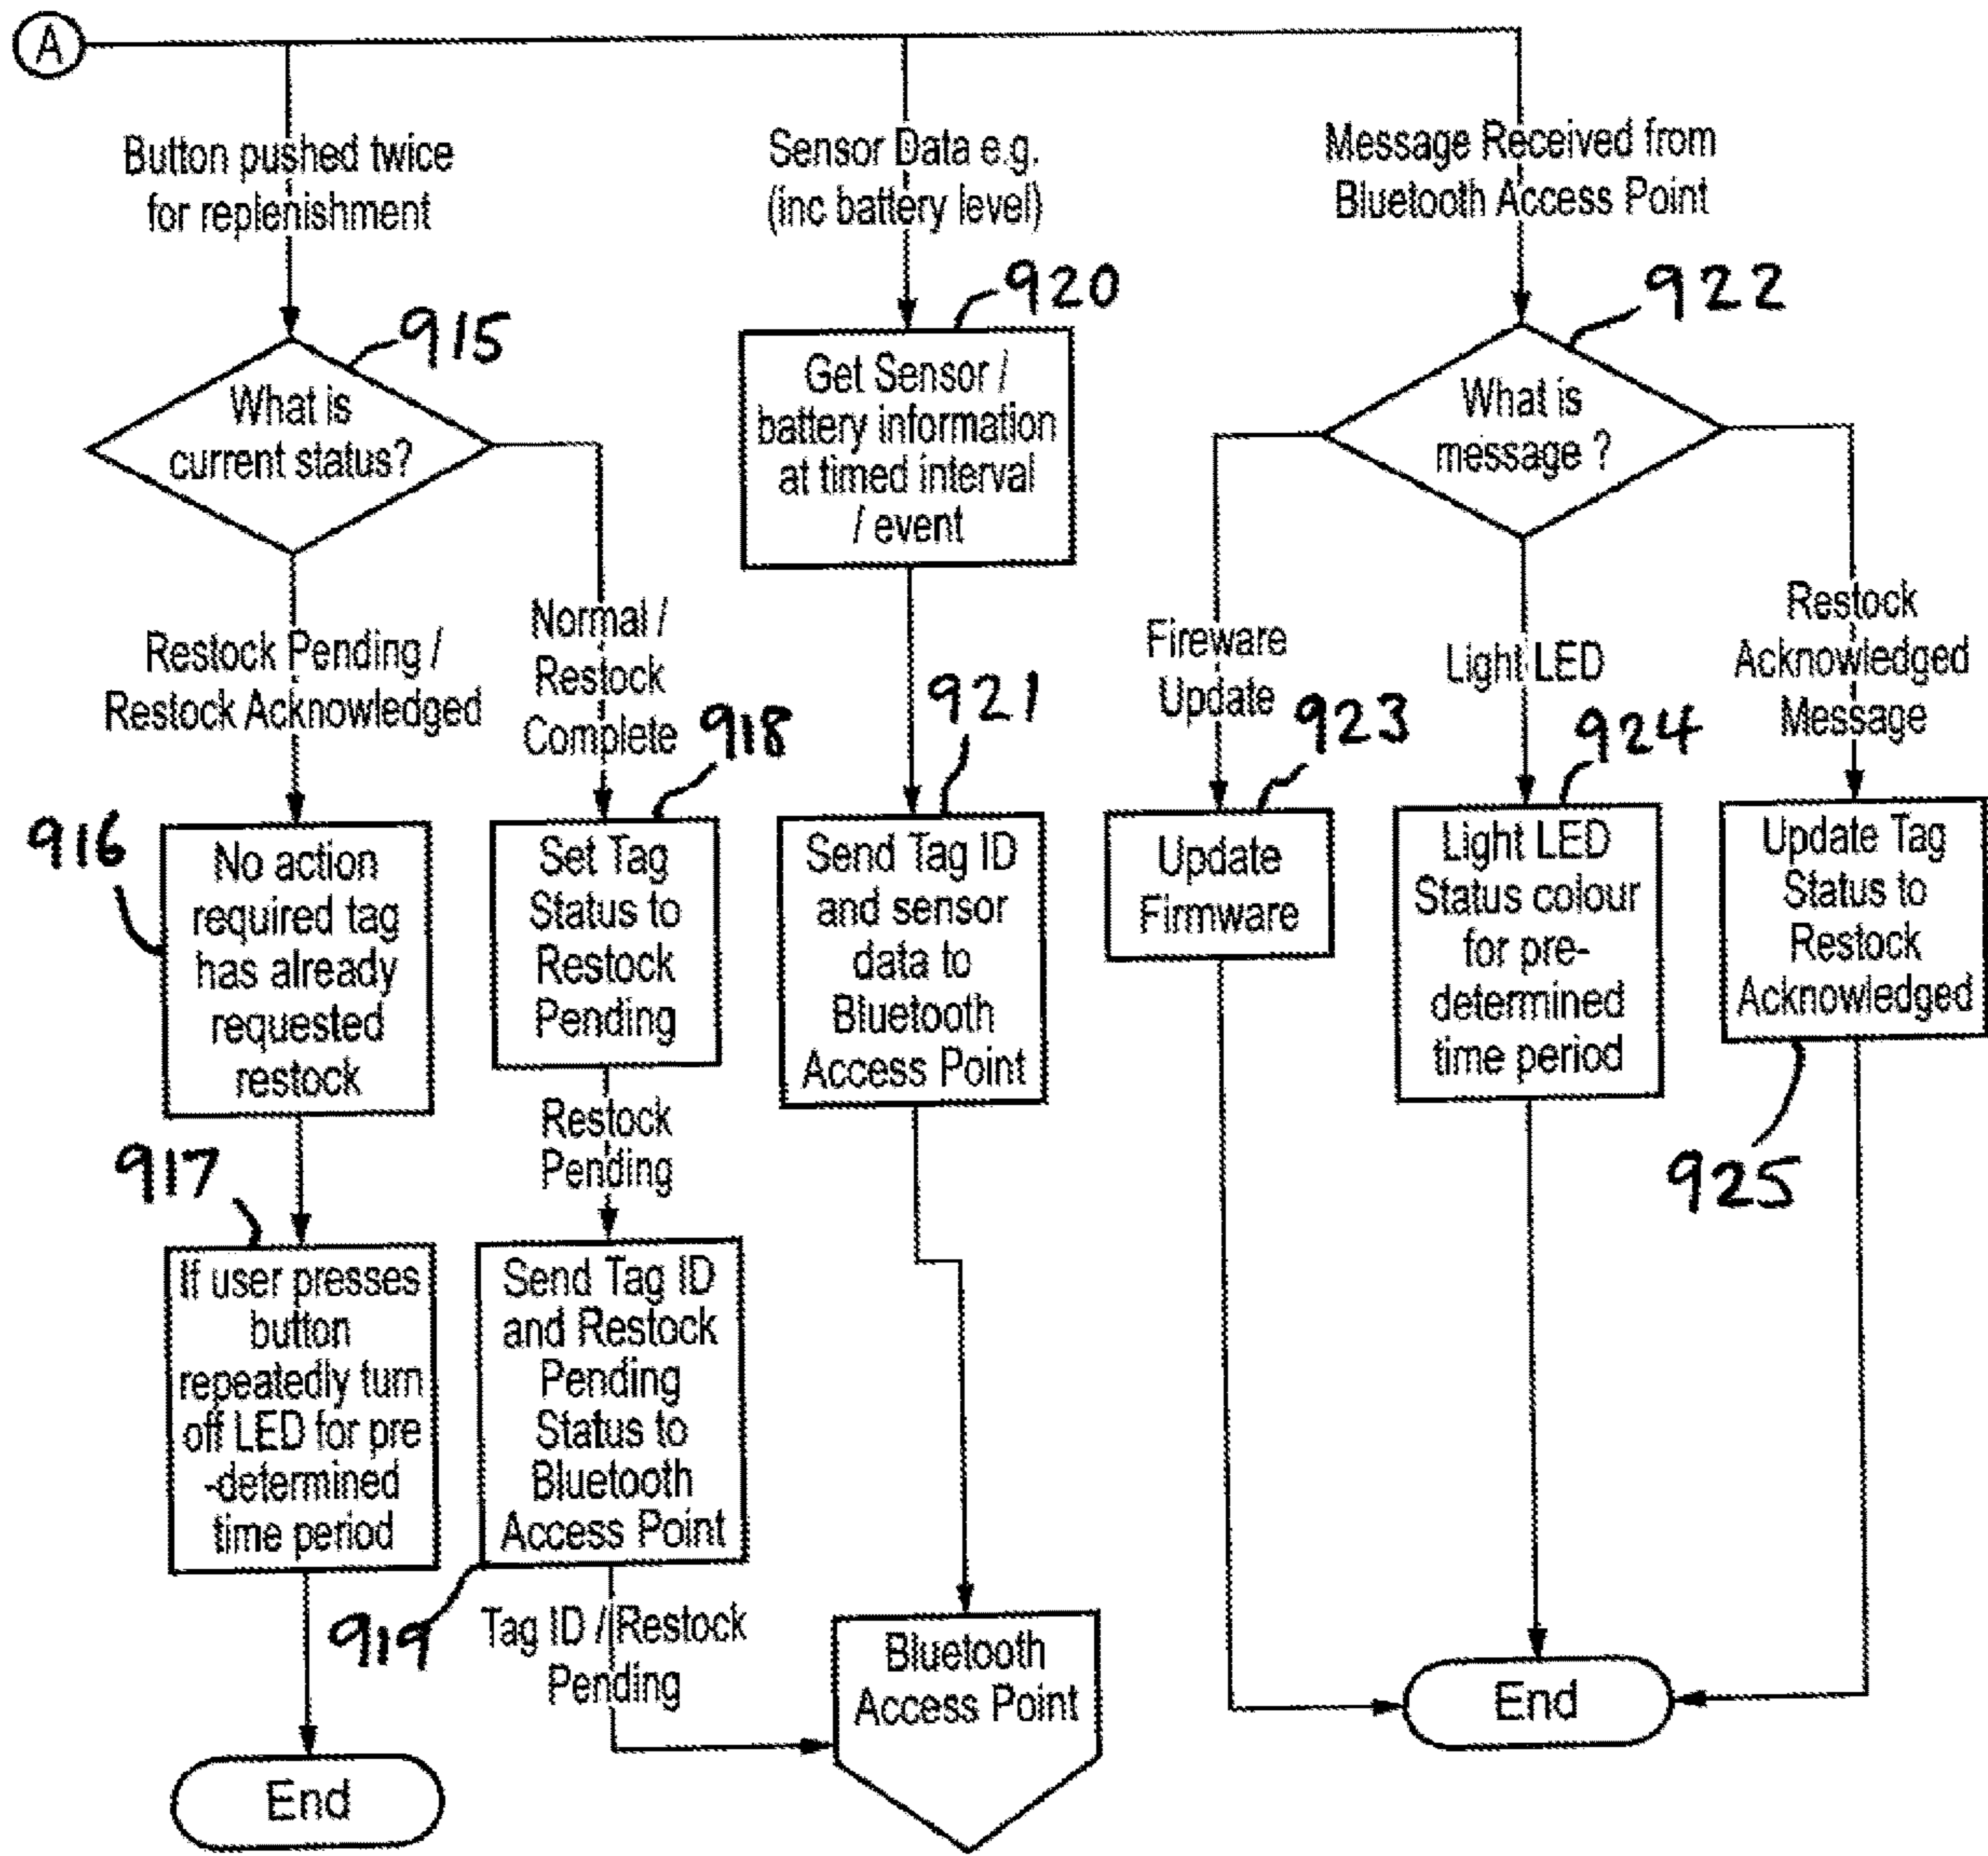 A
Button pushed twice
for replenishment
Sensor Data e.g.
(inc battery level)
Message Received from
Bluetooth Access Point
915
What is
current status?
920
Get Sensor /
battery information
at timed interval
/ event
922
What is
message ?
Restock Pending /
Restock Acknowledged
Normal /
Restock
Complete
Fireware
Update
Light LED
Restock
Acknowledged
Message
916
No action
required tag
has already
requested
restock
918
Set Tag
Status to
Restock
Pending
921
Send Tag ID
and sensor
data to
Bluetooth
Access Point
923
Update
Firmware
924
Light LED
Status colour
for pre-
determined
time period
Update Tag
Status to
Restock
Acknowledged
925
Restock
Pending
917
If user presses
button
repeatedly turn
off LED for pre
-determined
time period
Send Tag ID
and Restock
Pending
Status to
Bluetooth
Access Point
919
Tag ID / Restock
Pending
Bluetooth
Access Point
End
End